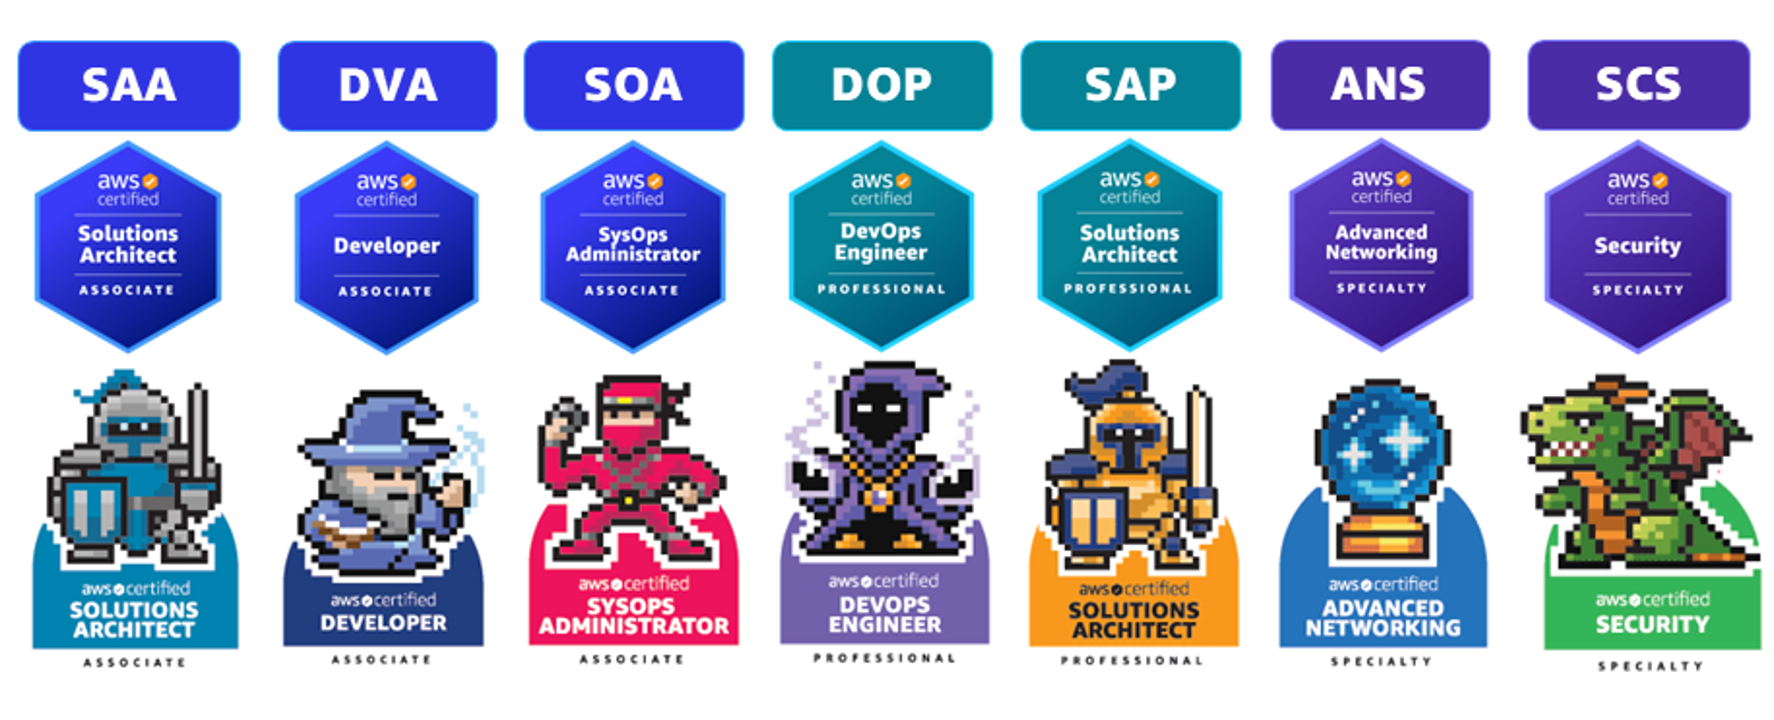 SAA
DVA
SOA
DOP
SAP
ANS
SCS
aws
certified
Solutions
Architect
ASSOCIATE
aws
certified
Developer
ASSOCIATE
aws
certified
SysOps
Administrator
ASSOCIATE
aws
certified
DevOps
Engineer
PROFESSIONAL
aws
certified
Solutions
Architect
PROFESSIONAL
aws
certified
Advanced
Networking
SPECIALTY
aws
certified
Security
SPECIALTY
aws certified
SOLUTIONS
ARCHITECT
ASSOCIATE
aws certified
DEVELOPER
ASSOCIATE
aws certified
SYSOPS
ADMINISTRATOR
ASSOCIATE
aws certified
DEVOPS
ENGINEER
PROFESSIONAL
aws certified
SOLUTIONS
ARCHITECT
PROFESSIONAL
aws certified
ADVANCED
NETWORKING
SPECIALTY
aws certified
SECURITY
SPECIALTY